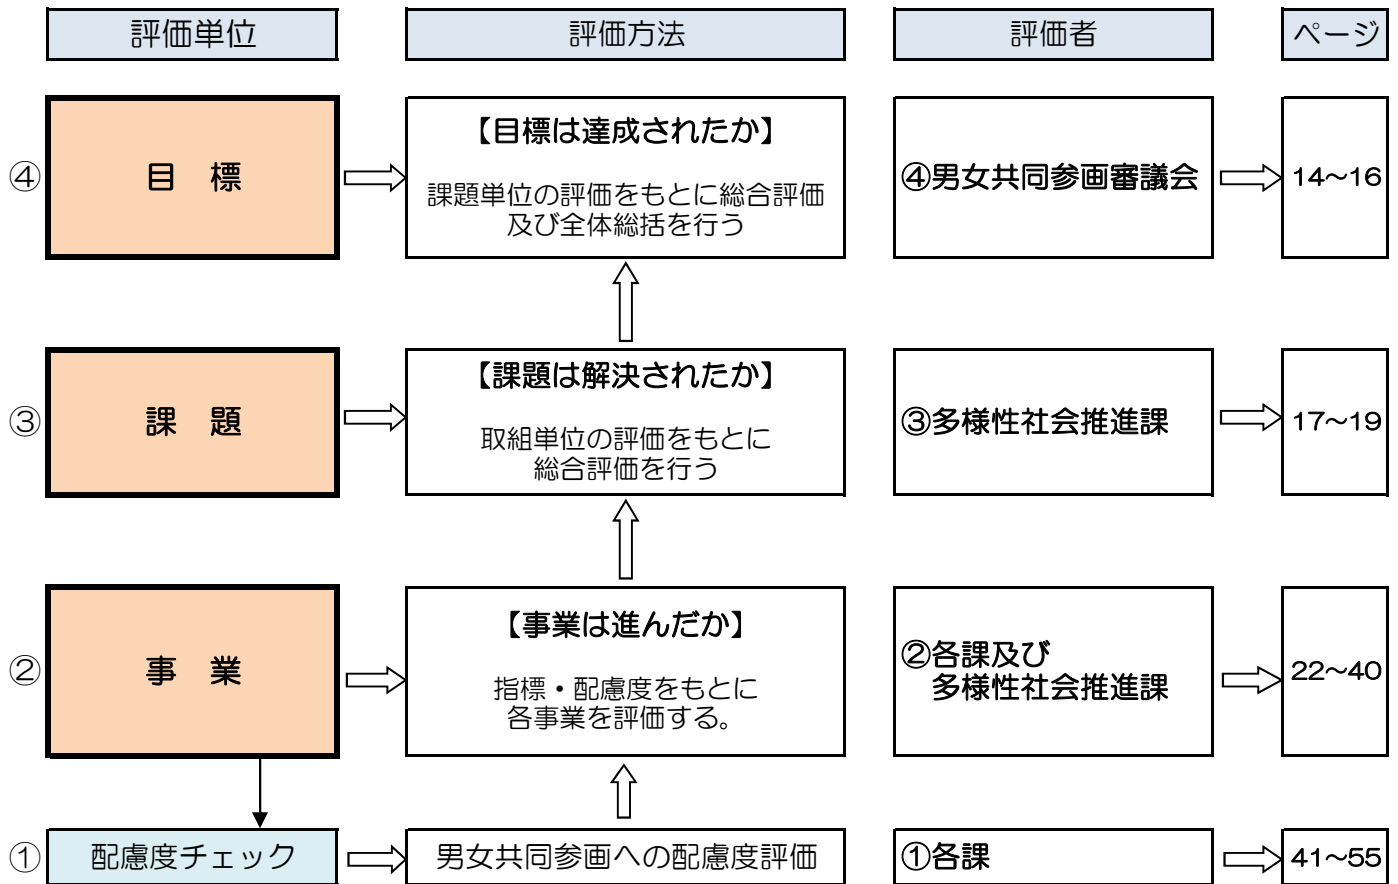 評価単位
評価方法
評価者
ページ
④
目　標
【目標は達成されたか】
課題単位の評価をもとに総合評価
及び全体総括を行う
④男女共同参画審議会
14～16
③
課　題
【課題は解決されたか】
取組単位の評価をもとに
総合評価を行う
③多様性社会推進課
17～19
②
事　業
【事業は進んだか】
指標・配慮度をもとに
各事業を評価する。
②各課及び
多様性社会推進課
22～40
①
配慮度チェック
男女共同参画への配慮度評価
①各課
41～55